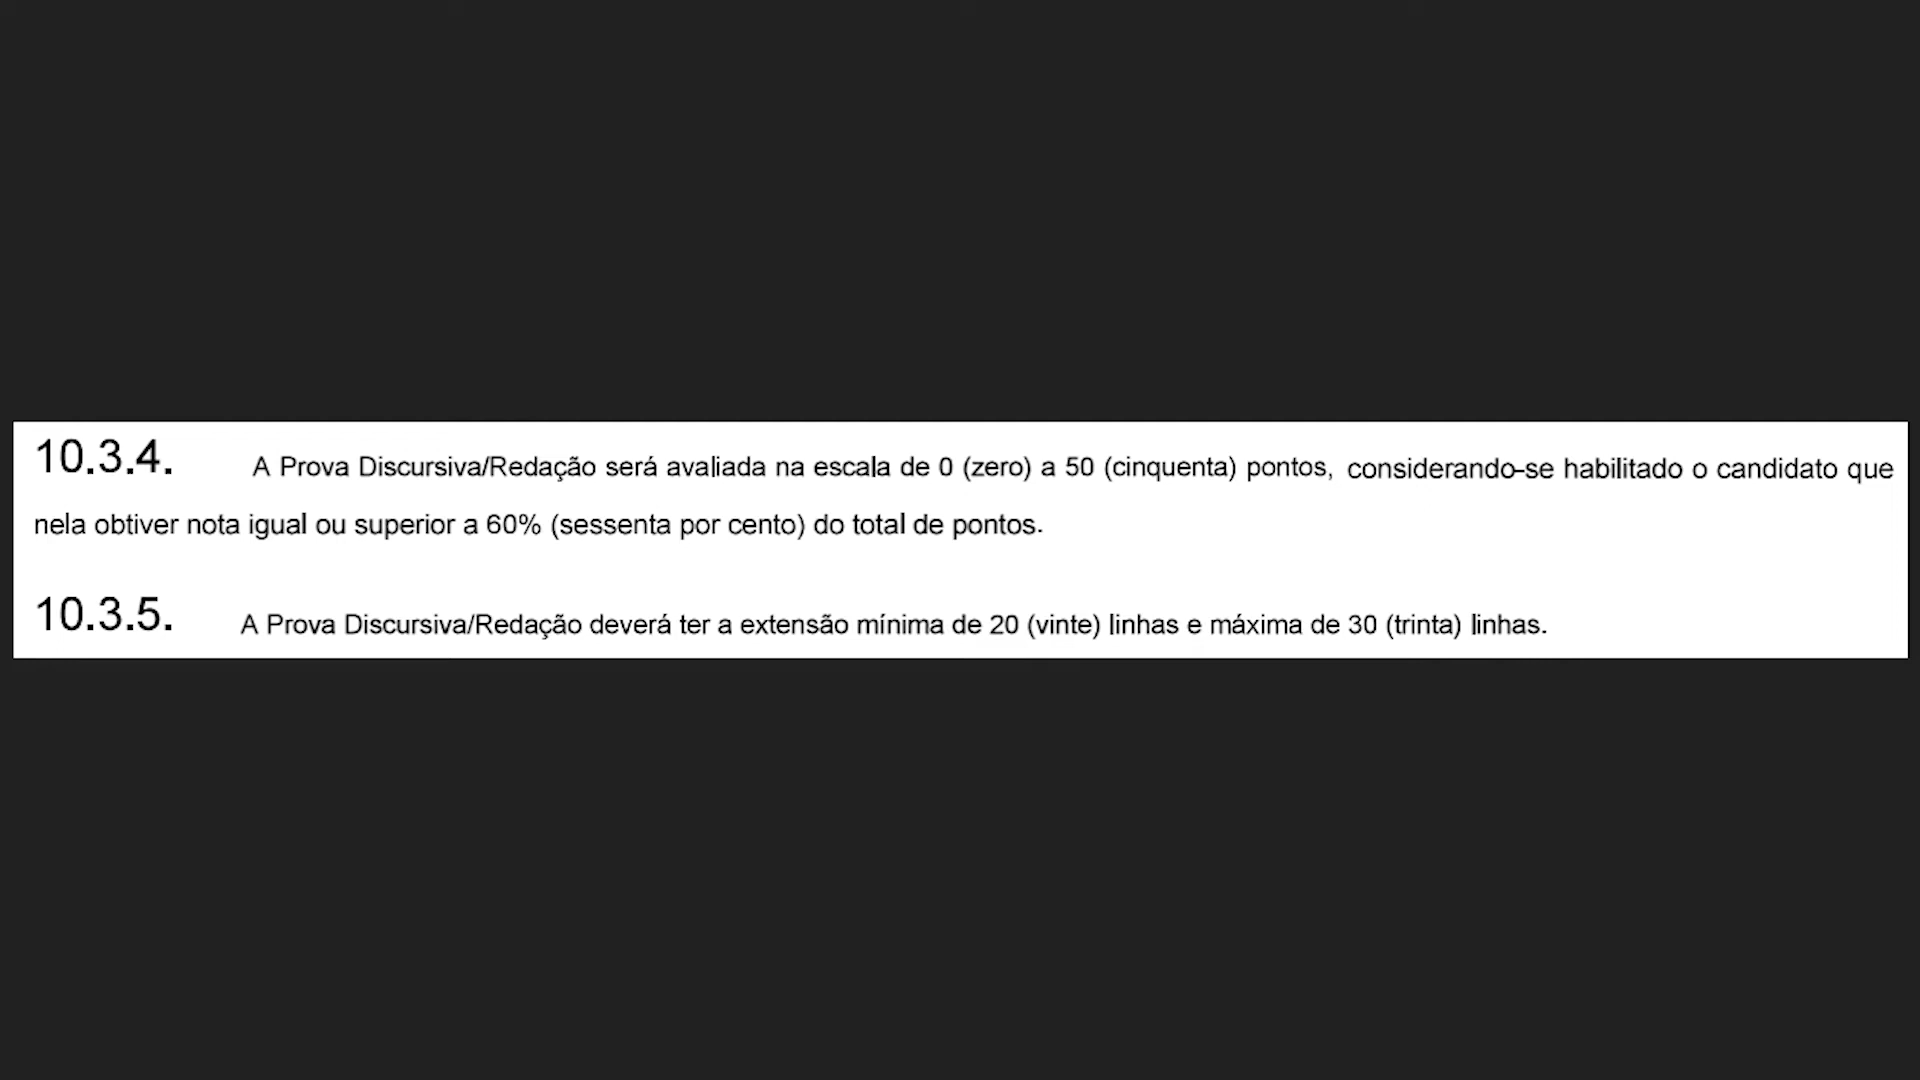 10.3.4. A Prova Discursiva/Redação será avaliada na escala de 0 (zero) a 50 (cinquenta) pontos, considerando-se habilitado o candidato que
nela obtiver nota igual ou superior a 60% (sessenta por cento) do total de pontos.
10.3.5. A Prova Discursiva/Redação deverá ter a extensão mínima de 20 (vinte) linhas e máxima de 30 (trinta) linhas.